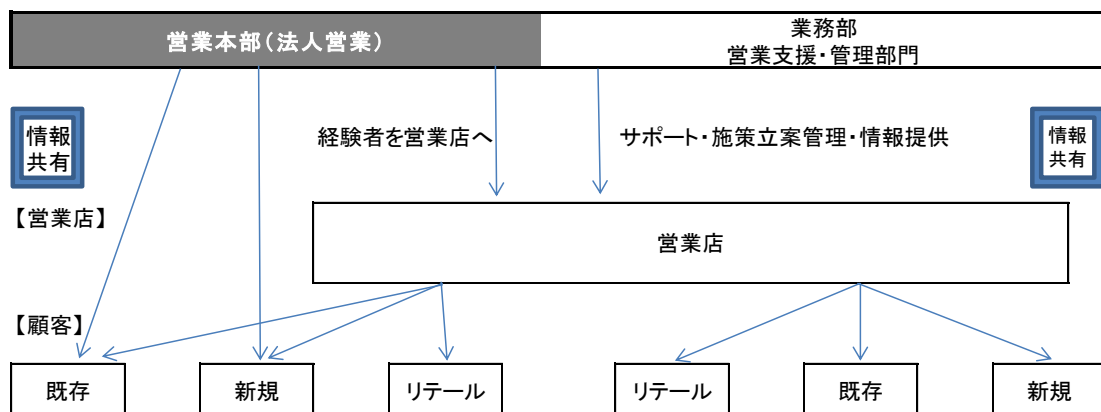 営業本部（法人営業）
業務部
営業支援・管理部門
情報
共有
経験者を営業店へ
サポート・施策立案管理・情報提供
情報
共有
【営業店】
営業店
【顧客】
既存
新規
リテール
リテール
既存
新規